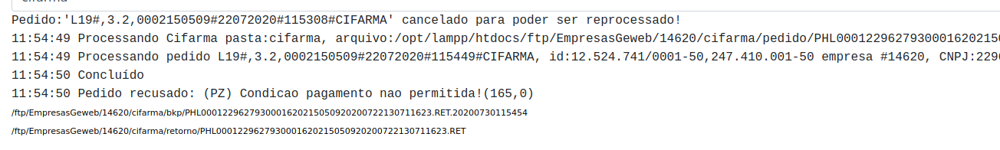 Pedido:'L19#,3.2,0002150509#22072020#115308#CIFARMA' cancelado para poder ser reprocessado!
11:54:49 Processando Cifarma pasta:cifarma, arquivo:/opt/lampp/htdocs/ftp/EmpresasGeweb/14620/cifarma/pedido/PHL00012296279300016202150
11:54:49 Processando pedido L19#,3.2,0002150509#22072020#115449#CIFARMA, id:12.524.741/0001-50,247.410.001-50 empresa #14620, CNPJ:2296
11:54:50 Concluído
11:54:50 Pedido recusado: (PZ) Condicao pagamento nao permitida!(165,0)
/ftp/EmpresasGeweb/14620/cifarma/bkp/PHL0001229627930001620215050920200722130711623.RET.20200730115454
/ftp/EmpresasGeweb/14620/cifarma/retorno/PHL0001229627930001620215050920200722130711623.RET